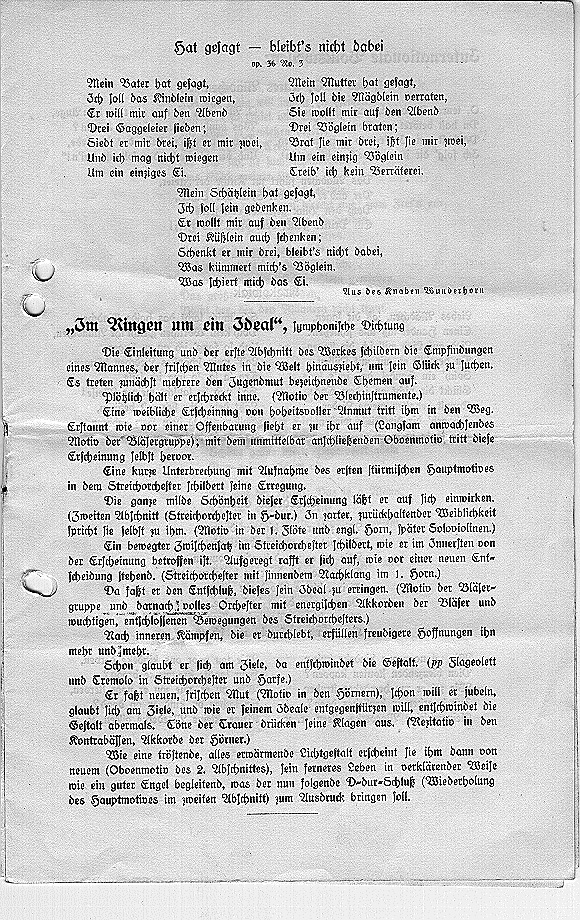 Hat gesagt — bleibt's nicht dabei
op. 36 No. 3
Mein Vater hat gesagt,
Ich soll das Kindlein wiegen,
Er will mir auf den Abend
Drei Gaggeleier sieden;
Siedt er mir drei, ißt er mir zwei,
Und ich mag nicht wiegen
Um ein einziges Ei.
Mein Mutter hat gesagt,
Ich soll die Mägdlein verraten,
Sie wollt mir auf den Abend
Drei Vöglein braten;
Brat sie mir drei, ißt sie mir zwei,
Um ein einzig Vöglein
Treib' ich kein Verräterei.
Mein Schätzlein hat gesagt,
Ich soll sein gedenken.
Er wollt mir auf den Abend
Drei Küßlein auch schenken;
Schenkt er mir drei, bleibt's nicht dabei,
Was kümmert mich's Vöglein.
Was schiert mich das Ei.
Aus des Knaben Wunderhorn
„Im Ringen um ein Ideal“, symphonische Dichtung
Die Einleitung und der erste Abschnitt des Werkes schildern die Empfindungen
eines Mannes, der frischen Mutes in die Welt hinauszieht, um sein Glück zu suchen.
Es treten zunächst mehrere den Jugendmut bezeichnende Themen auf.
Plötzlich hält er erschreckt inne. (Motiv der Blechinstrumente.)
Eine weibliche Erscheinung von hoheitsvoller Anmut tritt ihm in den Weg.
Erstaunt wie vor einer Offenbarung sieht er zu ihr auf (Langsam anwachsendes
Motiv der Bläsergruppe); mit dem unmittelbar anschließenden Oboenmotiv tritt diese
Erscheinung selbst hervor.
Eine kurze Unterbrechung mit Aufnahme des ersten stürmischen Hauptmotives
in dem Streichorchester schildert seine Erregung.
Die ganze milde Schönheit dieser Erscheinung läßt er auf sich einwirken.
(Zweiten Abschnitt (Streichorchester in H-dur.) In zarter, zurückhaltender Weiblichkeit
spricht sie selbst zu ihm. (Motiv in der 1. Flöte und engl. Horn, später Soloviolinen.)
Ein bewegter Zwischensatz im Streichorchester schildert, wie er im Innersten von
der Erscheinung betroffen ist. Aufgeregt rafft er sich auf, wie vor einer neuen Ent-
scheidung stehend. (Streichorchester mit sinnendem Nachklang im 1. Horn.)
Da faßt er den Entschluß, dieses sein Ideal zu erringen. (Motiv der Bläser-
gruppe und darnach volles Orchester mit energischen Akkorden der Bläser und
wuchtigen, entschlossenen Bewegungen des Streichorchesters.)
Nach inneren Kämpfen, die er durchlebt, erfüllen freudigere Hoffnungen ihn
mehr und mehr.
Schon glaubt er sich am Ziele, da entschwindet die Gestalt. (pp Flageolett
und Tremolo in Streichorchester und Harfe.)
Er faßt neuen, frischen Mut (Motiv in den Hörnern), schon will er jubeln,
glaubt sich am Ziele, und wie er seinem Ideale entgegenstürzen will, entschwindet die
Gestalt abermals. Töne der Trauer drücken seine Klagen aus. (Rezitativ in den
Kontrabässen, Akkorde der Hörner.)
Wie eine tröstende, alles erwärmende Lichtgestalt erscheint sie ihm dann von
neuem (Oboenmotiv des 2. Abschnittes), sein ferneres Leben in verklärender Weise
wie ein guter Engel begleitend, was der nun folgende D-dur-Schluß (Wiederholung
des Hauptmotives im zweiten Abschnitt) zum Ausdruck bringen soll.